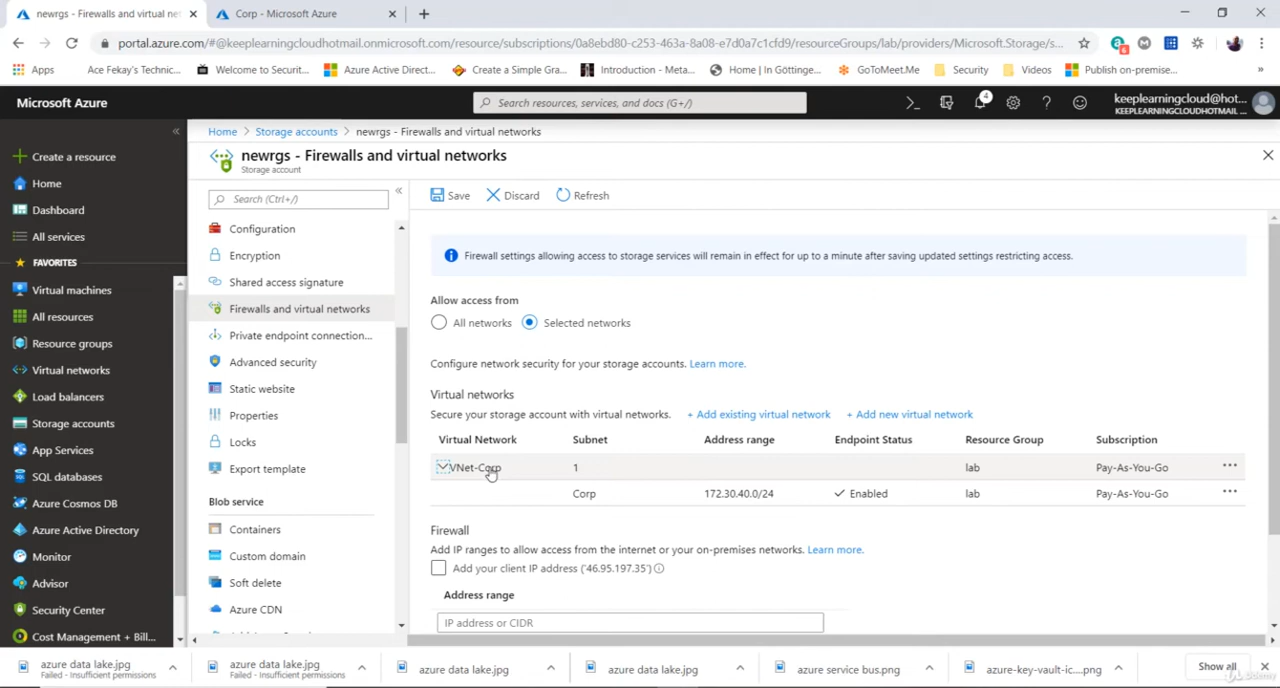 newrgs - Firewalls and virtual net
Corp - Microsoft Azure
portal.azure.com/#@keeplearningcloudhotmail.onmicrosoft.com/resource/subscriptions/0a8ebd80-c253-463a-8a08-e7d0a7c1cfd9/resourceGroups/lab/providers/Microsoft.Storage/s...
Apps
Ace Fekay's Technic...
Welcome to Securit...
Azure Active Direct...
Create a Simple Gra...
Introduction - Meta...
Home | In Göttinge...
GoToMeet.Me
Security
Videos
Publish on-premise...
»
Microsoft Azure
Search resources, services, and docs (G+/)
4
keeplearningcloud@hot...
KEEPLEARNINGCLOUDHOTMAIL ...
«
Create a resource
Home
Dashboard
All services
FAVORITES
Virtual machines
All resources
Resource groups
Virtual networks
Load balancers
Storage accounts
App Services
SQL databases
Azure Cosmos DB
Azure Active Directory
Monitor
Advisor
Security Center
Cost Management + Bill...
Home > Storage accounts > newrgs - Firewalls and virtual networks
newrgs - Firewalls and virtual networks
Storage account
Search (Ctrl+/)
«
Configuration
Encryption
Shared access signature
Firewalls and virtual networks
Private endpoint connection...
Advanced security
Static website
Properties
Locks
Export template
Blob service
Containers
Custom domain
Soft delete
Azure CDN
Save
Discard
Refresh
Firewall settings allowing access to storage services will remain in effect for up to a minute after saving updated settings restricting access.
Allow access from
All networks
Selected networks
Configure network security for your storage accounts. Learn more.
Virtual networks
Secure your storage account with virtual networks. + Add existing virtual network + Add new virtual network
Virtual Network Subnet Address range Endpoint Status Resource Group Subscription
VNet-Corp 1 lab Pay-As-You-Go ...
Corp 172.30.40.0/24 Enabled lab Pay-As-You-Go ...
Firewall
Add IP ranges to allow access from the internet or your on-premises networks. Learn more.
Add your client IP address ('46.95.197.35')
Address range
IP address or CIDR
azure data lake.jpg
Failed - Insufficient permissions
azure data lake.jpg
Failed - Insufficient permissions
azure data lake.jpg
azure data lake.jpg
azure service bus.png
azure-key-vault-ic....png
Show all
Udemy